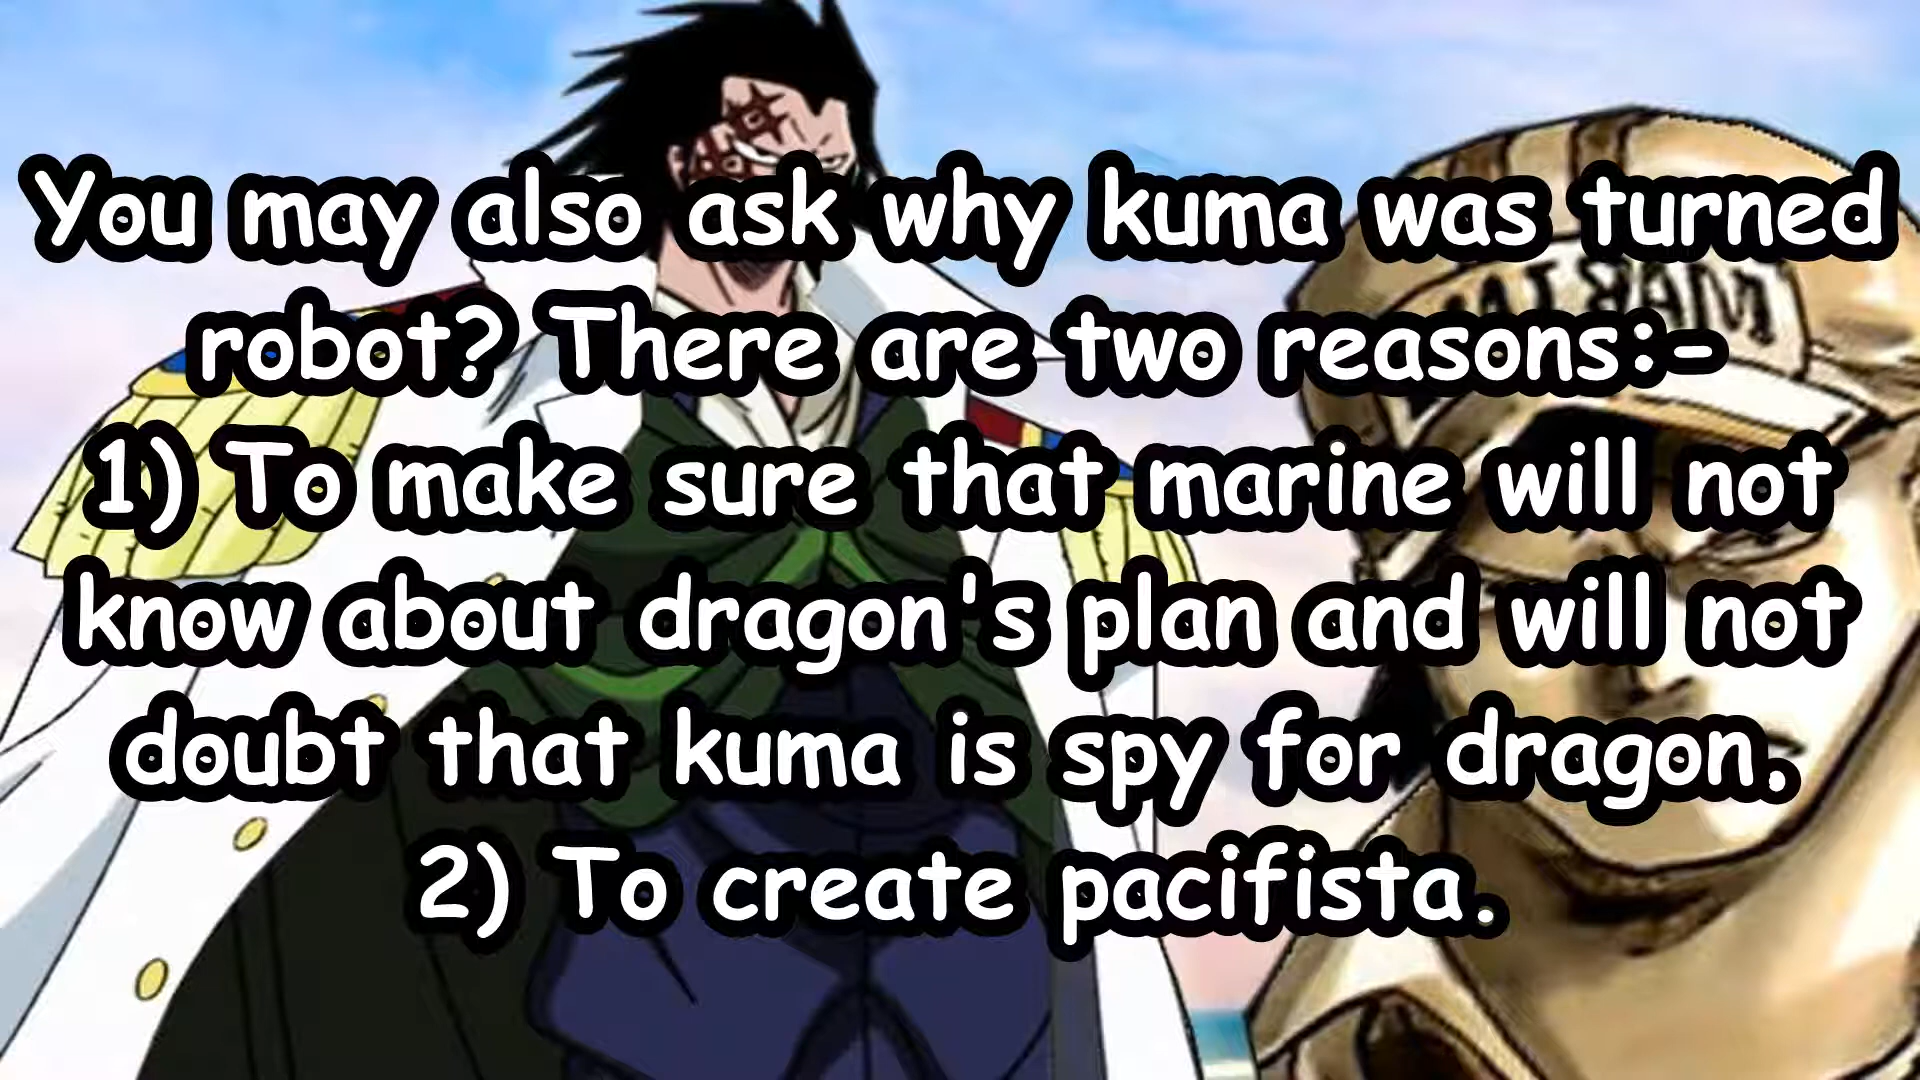 You may also ask why kuma was turned
robot? There are two reasons:-
1) To make sure that marine will not
know about dragon's plan and will not
doubt that kuma is spy for dragon.
2) To create pacifista.